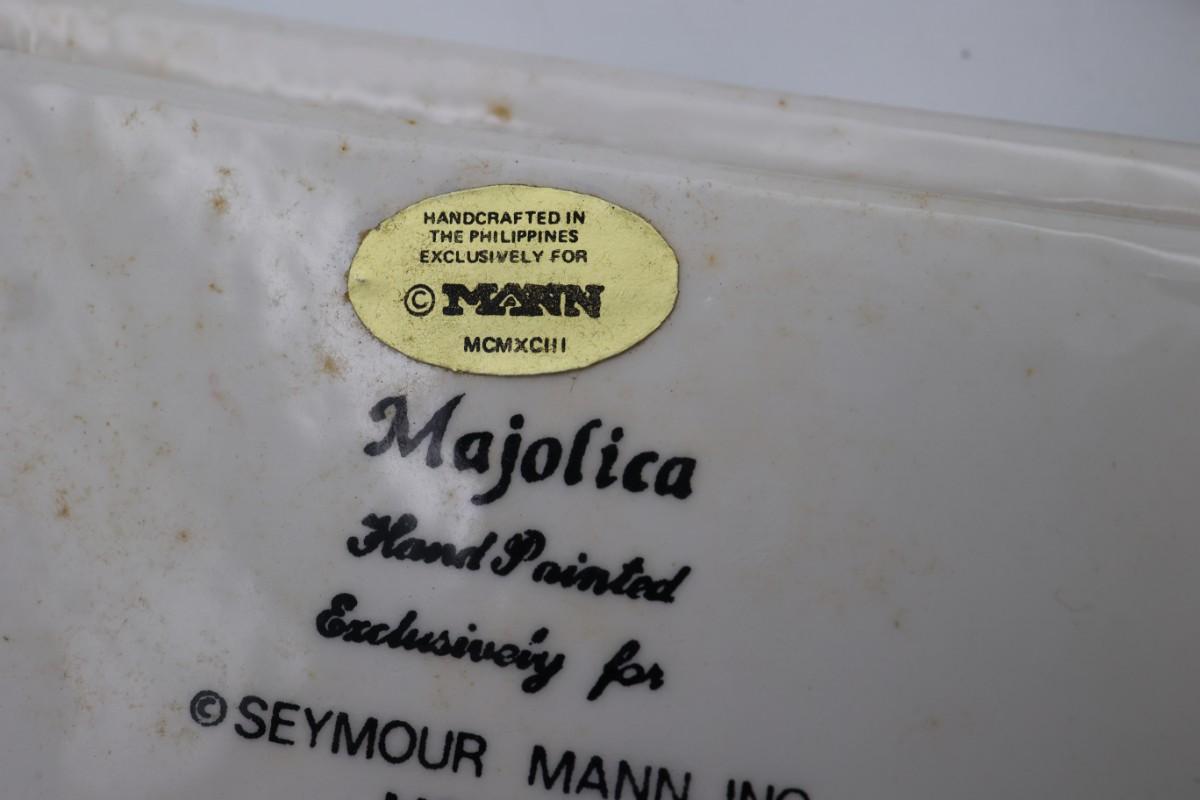 HANDCRAFTED IN
THE PHILIPPINES
EXCLUSIVELY FOR
© MANN
MCMXCIII
Majolica
Hand Painted
Exclusively for
© SEYMOUR MANN INC